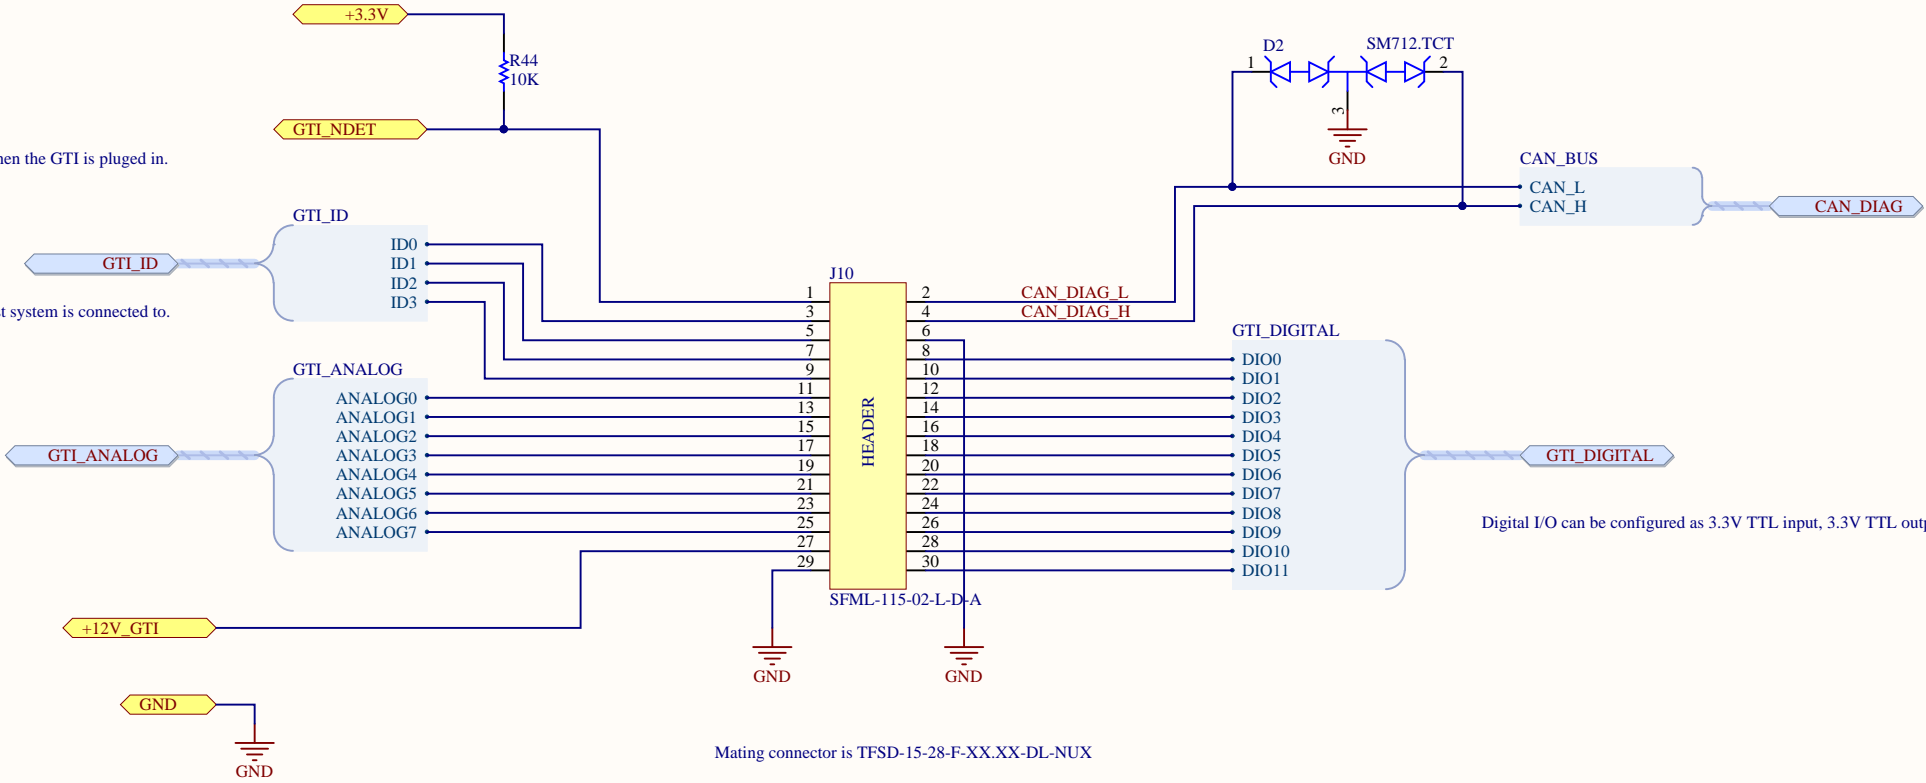 +3.3V
R44
10K
GTI_NDET
hen the GTI is pluged in.
D2
SM712.TCT
1
2
3
GND
CAN_BUS
CAN_L
CAN_H
CAN_DIAG
GTI_ID
GTI_ID
ID0
ID1
ID2
ID3
t system is connected to.
GTI_ANALOG
GTI_ANALOG
ANALOG0
ANALOG1
ANALOG2
ANALOG3
ANALOG4
ANALOG5
ANALOG6
ANALOG7
J10
1
3
5
7
9
11
13
15
17
19
21
23
25
27
29
HEADER
2
4
6
8
10
12
14
16
18
20
22
24
26
28
30
SFML-115-02-L-D-A
CAN_DIAG_L
CAN_DIAG_H
GTI_DIGITAL
DIO0
DIO1
DIO2
DIO3
DIO4
DIO5
DIO6
DIO7
DIO8
DIO9
DIO10
DIO11
GTI_DIGITAL
Digital I/O can be configured as 3.3V TTL input, 3.3V TTL outp
+12V_GTI
GND
GND
GND
GND
Mating connector is TFSD-15-28-F-XX.XX-DL-NUX